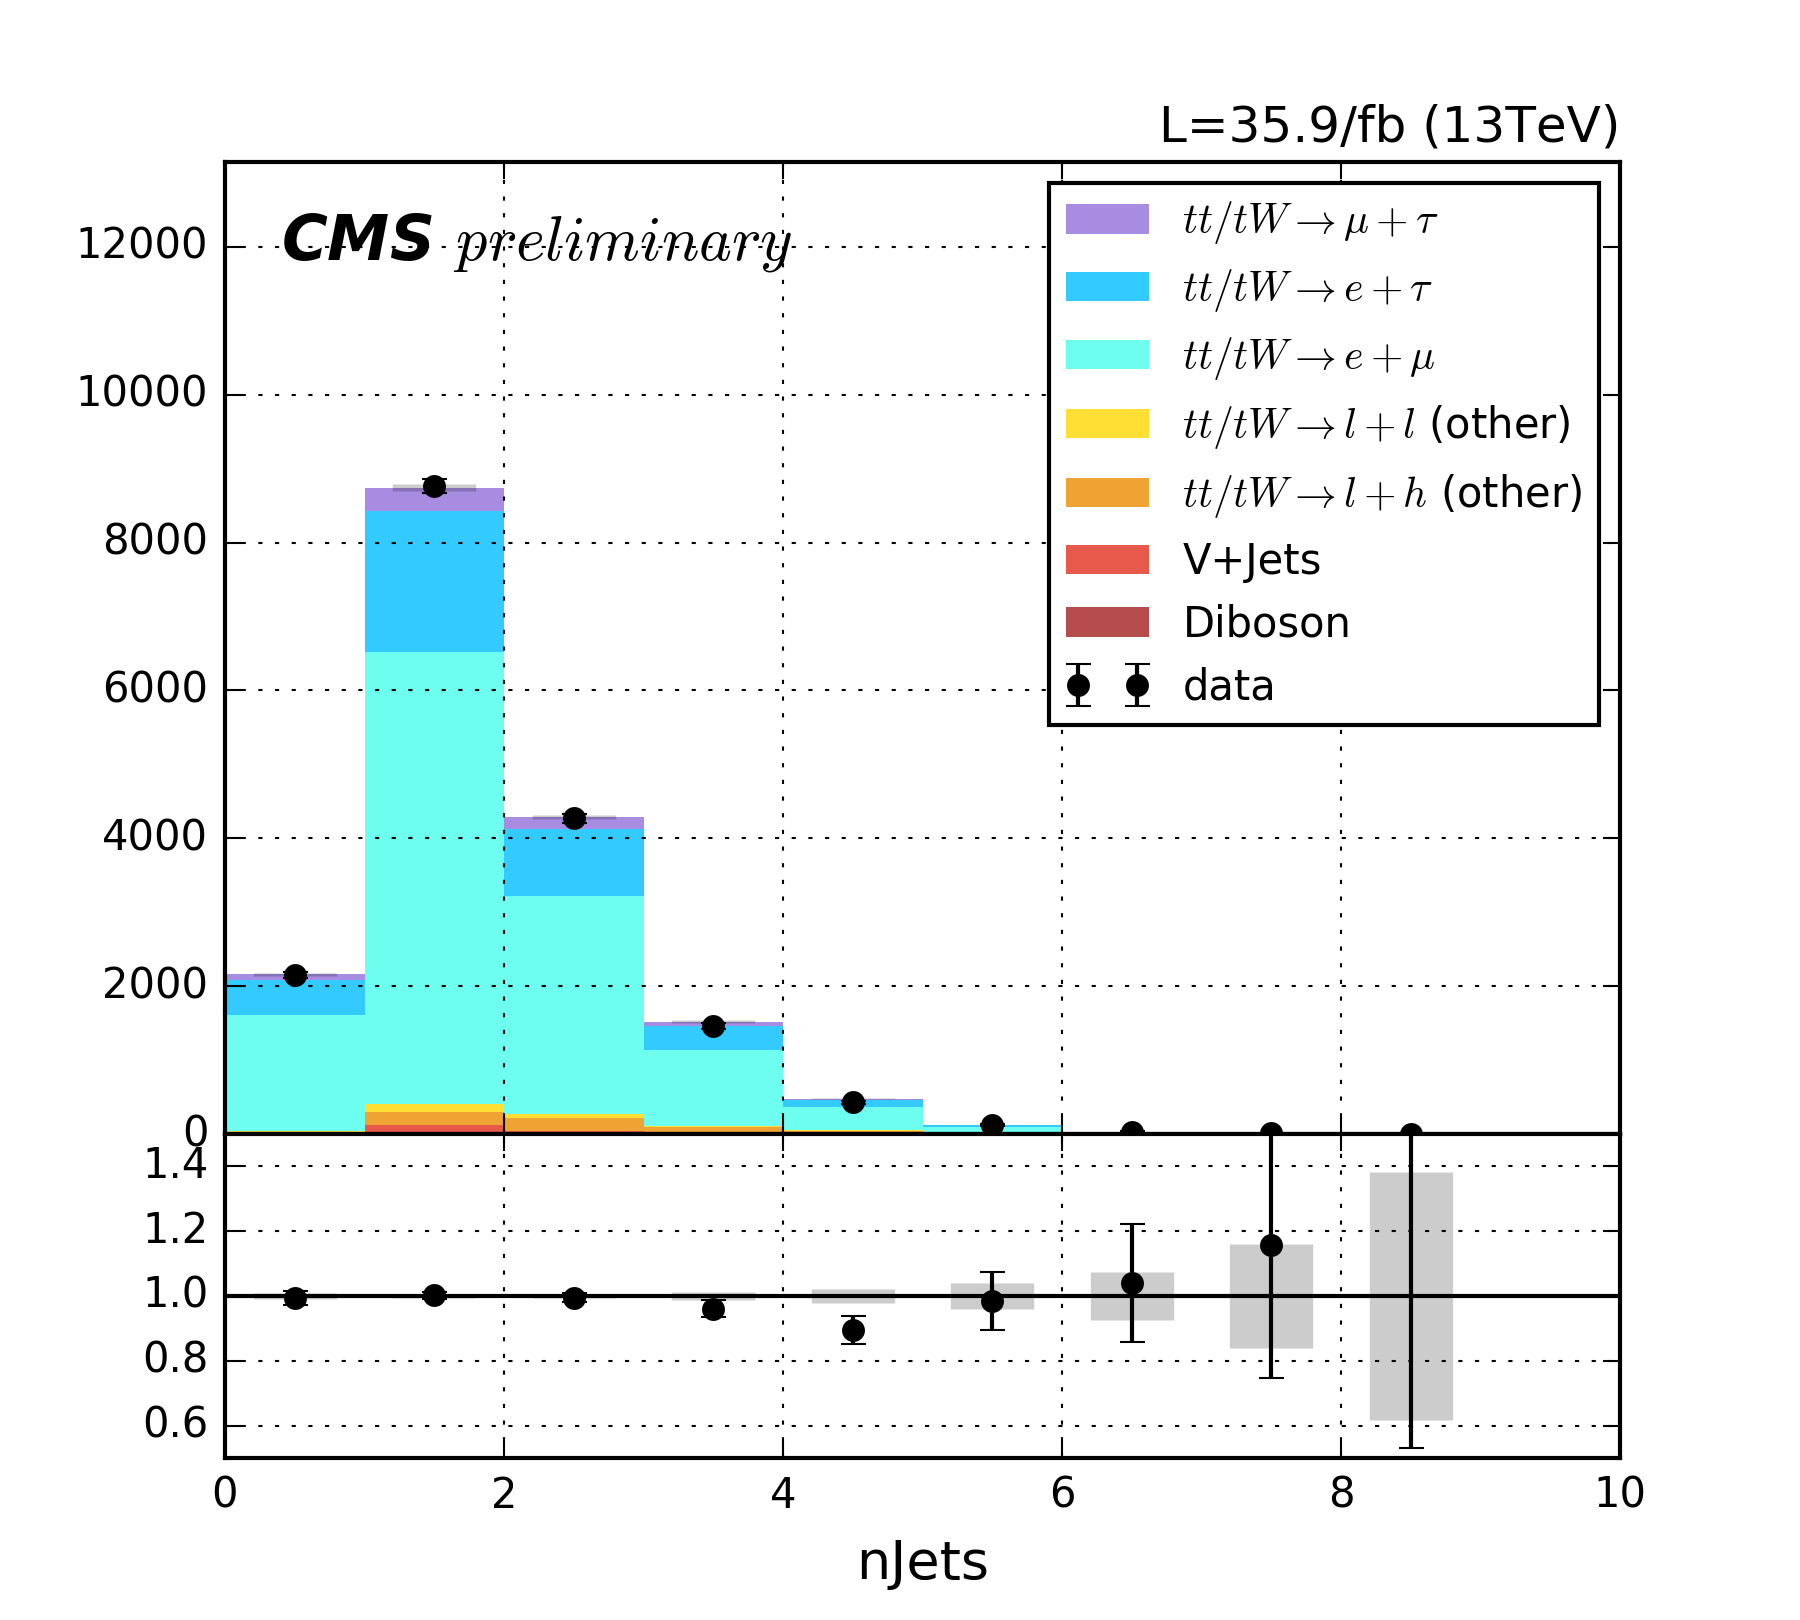 L=35.9/fb (13TeV)
CMS preliminary
12000
10000
8000
6000
4000
2000
0
tt/tW→μ+τ
tt/tW→e+τ
tt/tW→e+μ
tt/tW→l+l (other)
tt/tW→l+h (other)
V+Jets
Diboson
data
1.4
1.2
1.0
0.8
0.6
0 2 4 6 8 10
nJets